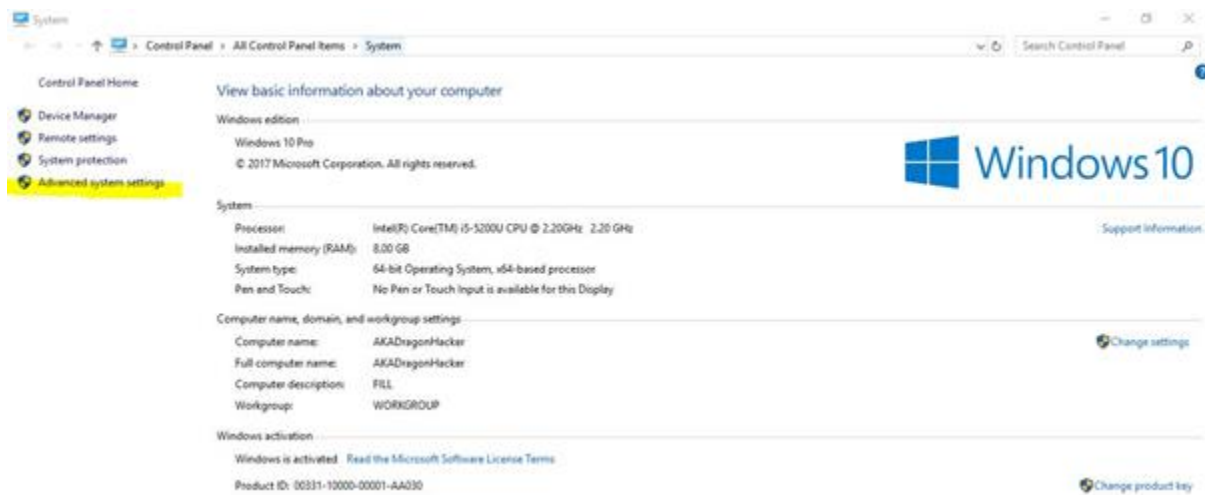 System
Control Panel › All Control Panel Items › System
Search Control Panel
Control Panel Home
Device Manager
Remote settings
System protection
Advanced system settings
View basic information about your computer
Windows edition
Windows 10 Pro
© 2017 Microsoft Corporation. All rights reserved.
Windows 10
System
Processor: Intel(R) Core(TM) i5-5200U CPU @ 2.20GHz 2.20 GHz
Installed memory (RAM): 8.00 GB
System type: 64-bit Operating System, x64-based processor
Pen and Touch: No Pen or Touch Input is available for this Display
Support Information
Computer name, domain, and workgroup settings
Computer name: AKADragonHacker
Full computer name: AKADragonHacker
Computer description: FILL
Workgroup: WORKGROUP
Change settings
Windows activation
Windows is activated Read the Microsoft Software License Terms
Product ID: 00331-10000-00001-AA030
Change product key